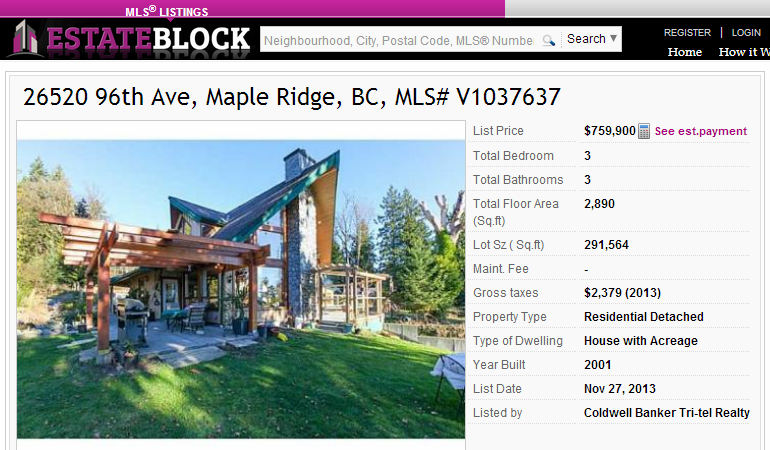 MLS® LISTINGS
ESTATEBLOCK
Neighbourhood, City, Postal Code, MLS® Numbe
Search
REGISTER | LOGIN
Home How it W
26520 96th Ave, Maple Ridge, BC, MLS# V1037637
List Price $759,900 See est.payment
Total Bedroom 3
Total Bathrooms 3
Total Floor Area 2,890
(Sq.ft)
Lot Sz ( Sq.ft) 291,564
Maint. Fee -
Gross taxes $2,379 (2013)
Property Type Residential Detached
Type of Dwelling House with Acreage
Year Built 2001
List Date Nov 27, 2013
Listed by Coldwell Banker Tri-tel Realty